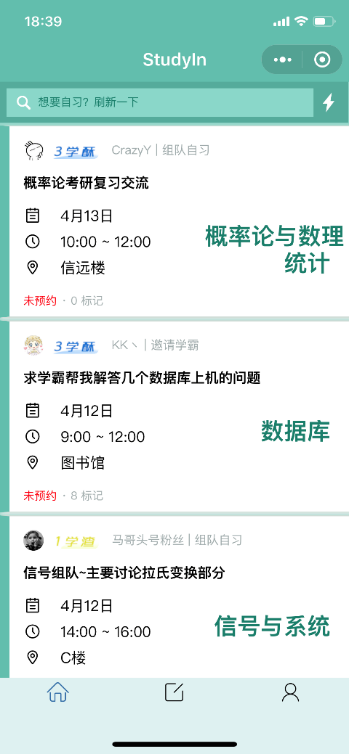 18:39
StudyIn
想要自习？刷新一下
3 学酥
CrazyY | 组队自习
概率论考研复习交流
4月13日
10:00 ~ 12:00
信远楼
概率论与数理
统计
未预约 · 0 标记
3 学酥
KK丶 | 邀请学霸
求学霸帮我解答几个数据库上机的问题
4月12日
9:00 ~ 12:00
图书馆
数据库
未预约 · 8 标记
1 学渣
马哥头号粉丝 | 组队自习
信号组队~主要讨论拉氏变换部分
4月12日
14:00 ~ 16:00
C楼
信号与系统